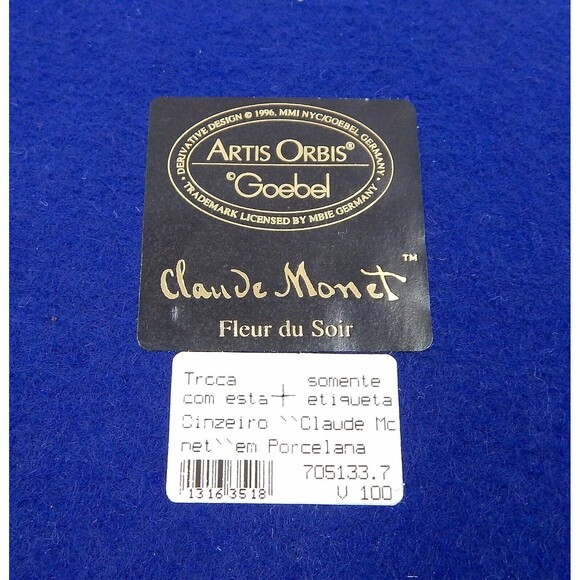 DERIVATIVE DESIGN © 1996, MMI NYC/GOEBEL GERMANY
ARTIS ORBIS®
©Goebel
TRADEMARK LICENSED BY MBIE GERMANY
Claude Monet™
Fleur du Soir
Troca somente
com esta etiqueta
Cinzeiro ``Claude Mo
net``em Porcelana
705133.7
1316 3518 V 100